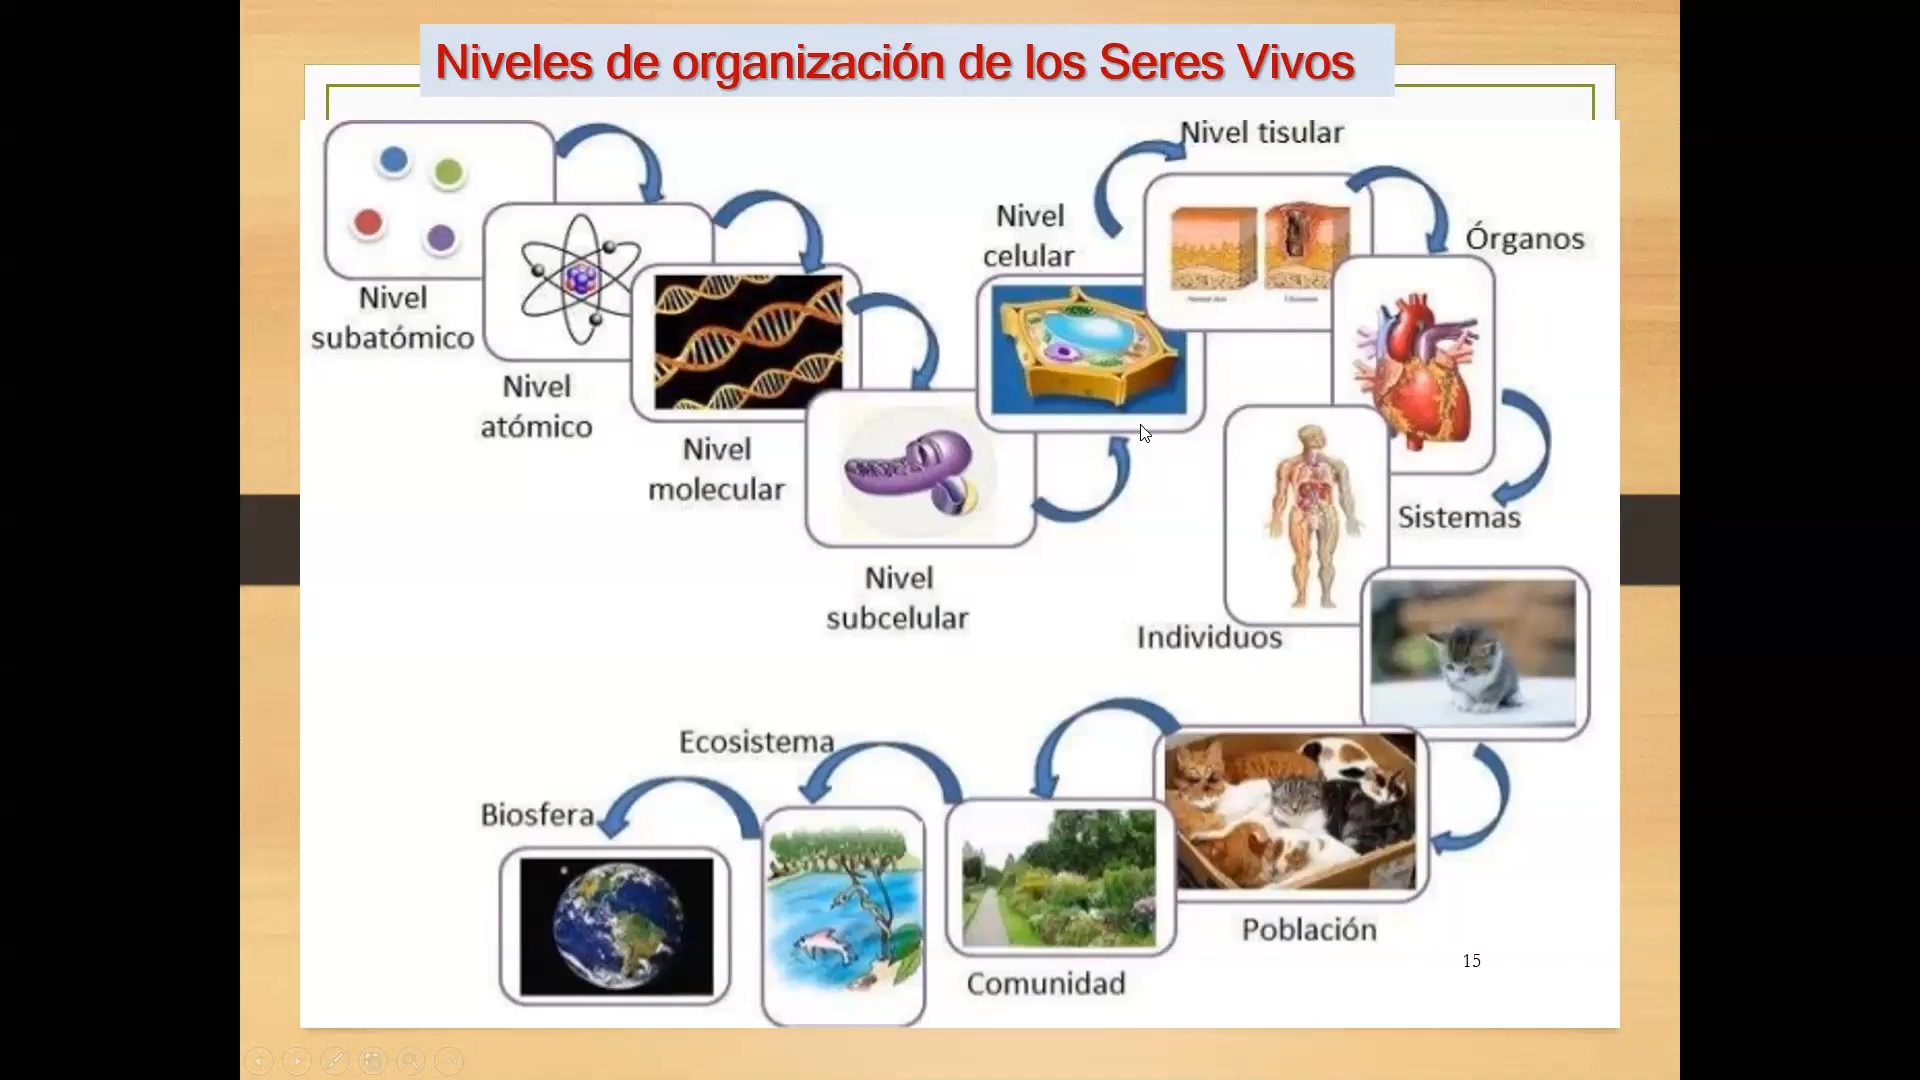 Niveles de organización de los Seres Vivos
Nivel
subatómico
Nivel
atómico
Nivel
molecular
Nivel
subcelular
Nivel
celular
Nivel tisular
Órganos
Sistemas
Individuos
Población
Comunidad
Ecosistema
Biosfera
15